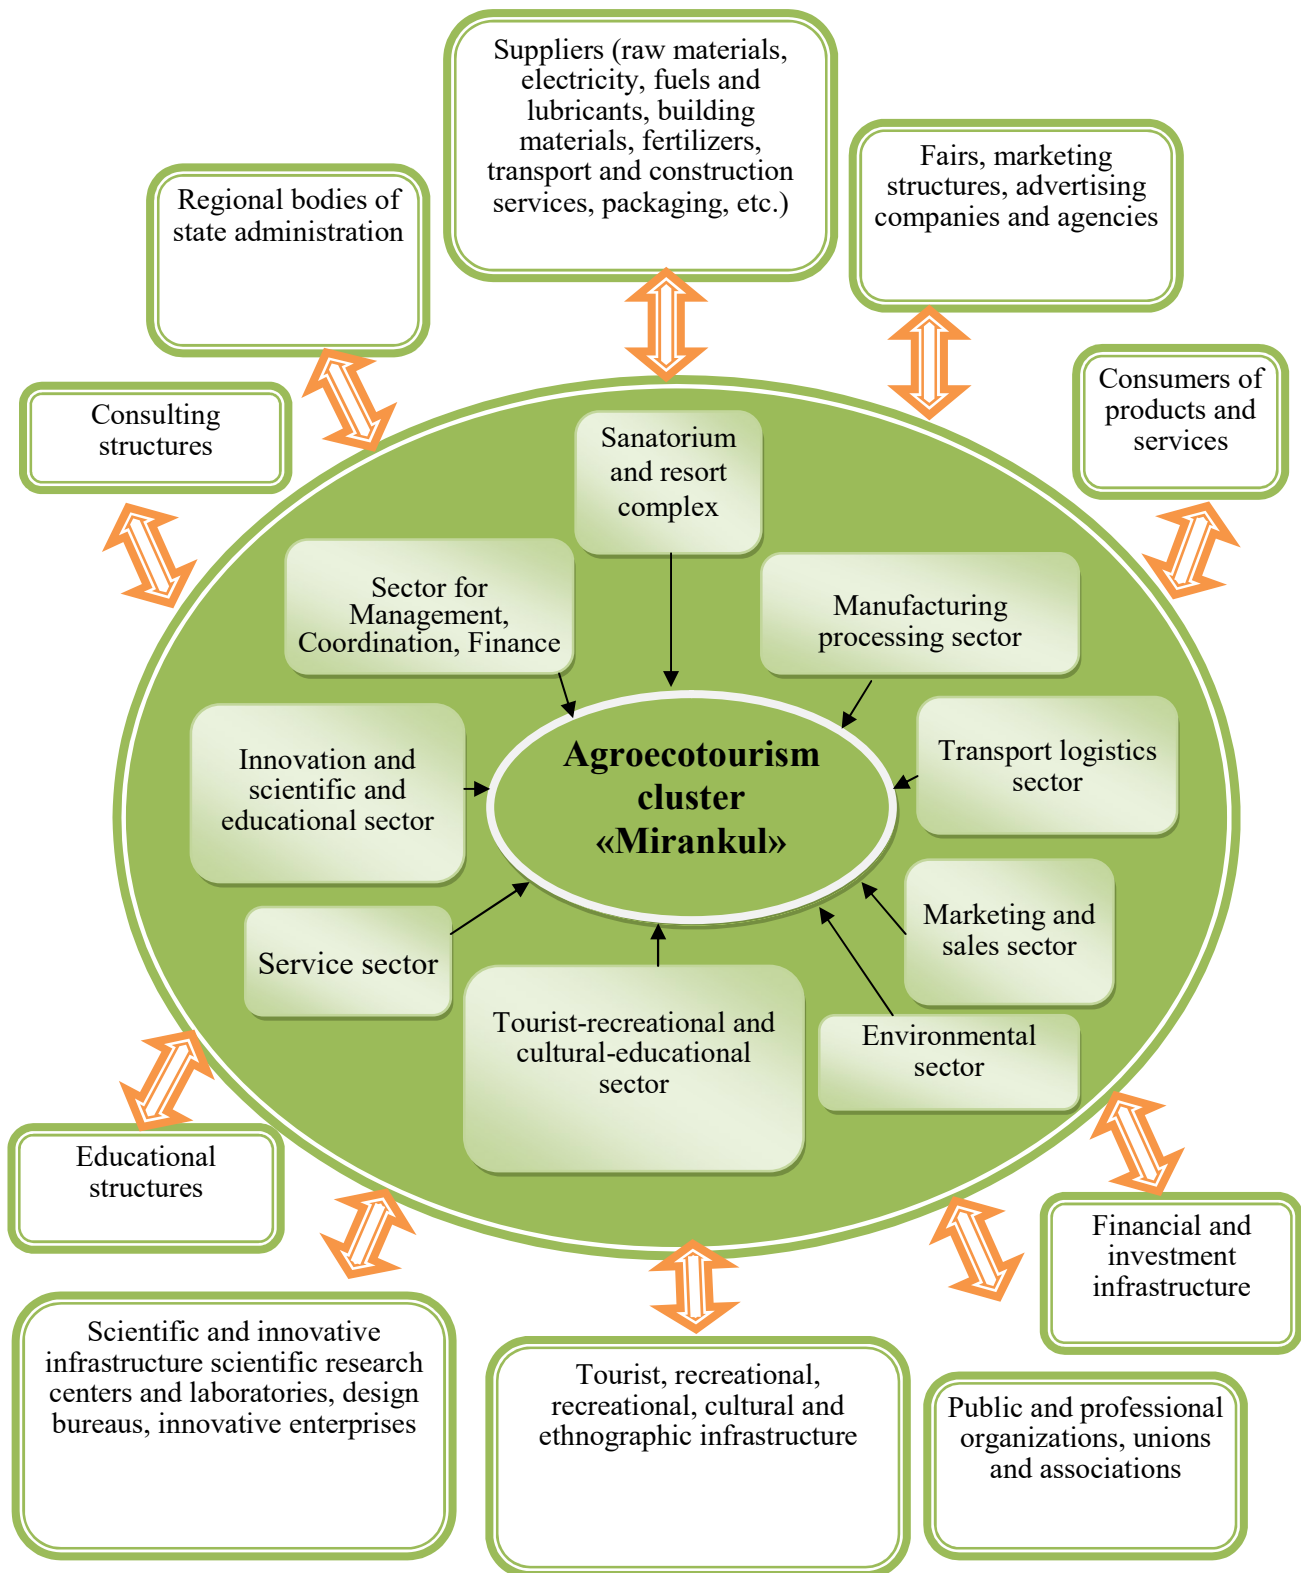 Suppliers (raw materials,
electricity, fuels and
lubricants, building
materials, fertilizers,
transport and construction
services, packaging, etc.)
Fairs, marketing
structures, advertising
companies and agencies
Regional bodies of
state administration
Consumers of
products and
services
Consulting
structures
Sanatorium
and resort
complex
Sector for
Management,
Coordination, Finance
Manufacturing
processing sector
Innovation and
scientific and
educational sector
Agroecotourism
cluster
«Mirankul»
Transport logistics
sector
Marketing and
sales sector
Service sector
Tourist-recreational and
cultural-educational
sector
Environmental
sector
Educational
structures
Financial and
investment
infrastructure
Scientific and innovative
infrastructure scientific research
centers and laboratories, design
bureaus, innovative enterprises
Tourist, recreational,
recreational, cultural and
ethnographic infrastructure
Public and professional
organizations, unions
and associations